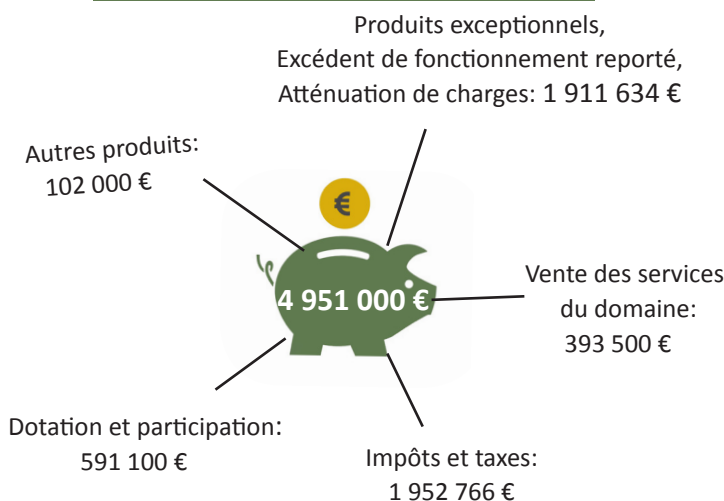 Produits exceptionnels,
Excédent de fonctionnement reporté,
Atténuation de charges: 1 911 634 €
Autres produits:
102 000 €
€
4 951 000 €
Vente des services
du domaine:
393 500 €
Dotation et participation:
591 100 €
Impôts et taxes:
1 952 766 €